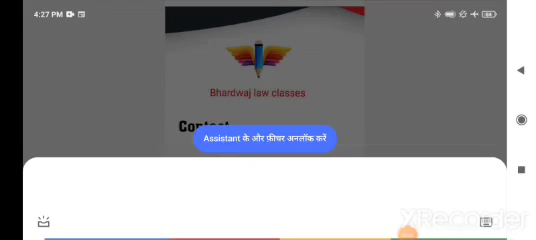 4:27 PM
Bhardwaj law classes
Contact
Assistant के और फ़ीचर अनलॉक करें
XRecorder